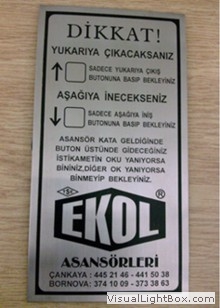 DİKKAT!
YUKARIYA ÇIKACAKSANIZ
SADECE YUKARIYA ÇIKIŞ
BUTONUNA BASIP BEKLEYİNİZ
AŞAĞIYA İNECEKSENİZ
SADECE AŞAĞIYA İNİŞ
BUTONUNA BASIP BEKLEYİNİZ
ASANSÖR KATA GELDİĞİNDE
BUTON ÜSTÜNDE GİDECEĞİNİZ
İSTİKAMETİN OKU YANIYORSA
BİNİNİZ,DİĞER OK YANIYORSA
BİNMEYİP BEKLEYİNİZ.
TSE
EKOL ®
ASANSÖRLERİ
ÇANKAYA : 445 21 46 - 441 50 38
BORNOVA : 374 10 09 - 373 38 63
VisualLightBox.com